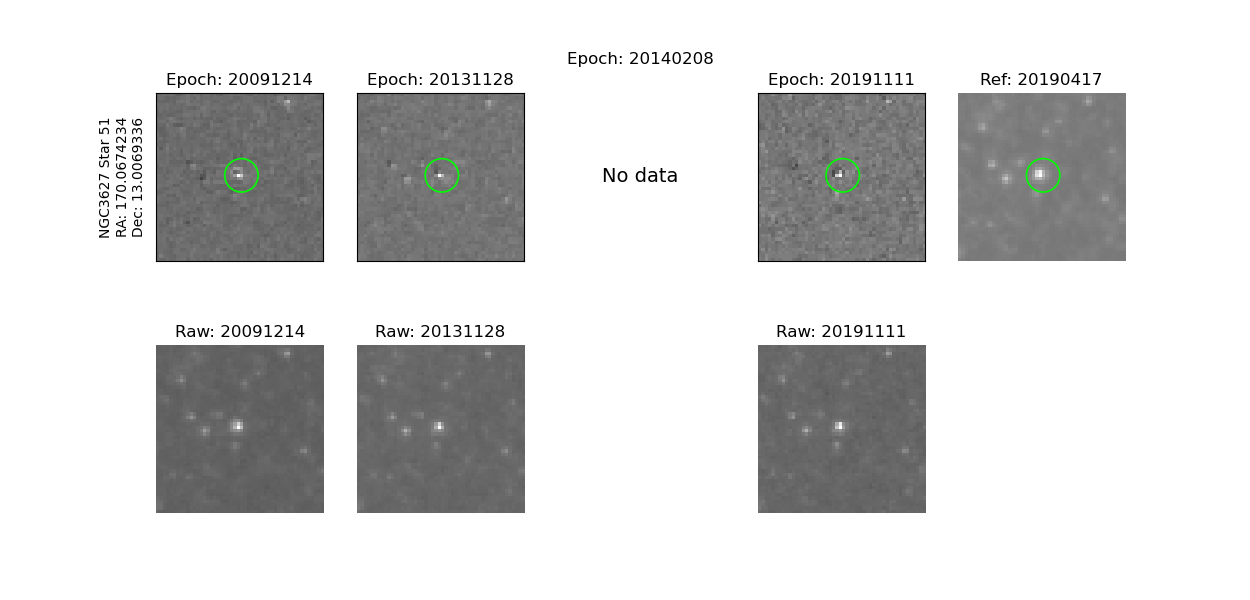 Epoch: 20140208
Epoch: 20091214
Epoch: 20131128
Epoch: 20191111
Ref: 20190417
NGC3627 Star 51
RA: 170.0674234
Dec: 13.0069336
No data
Raw: 20091214
Raw: 20131128
Raw: 20191111